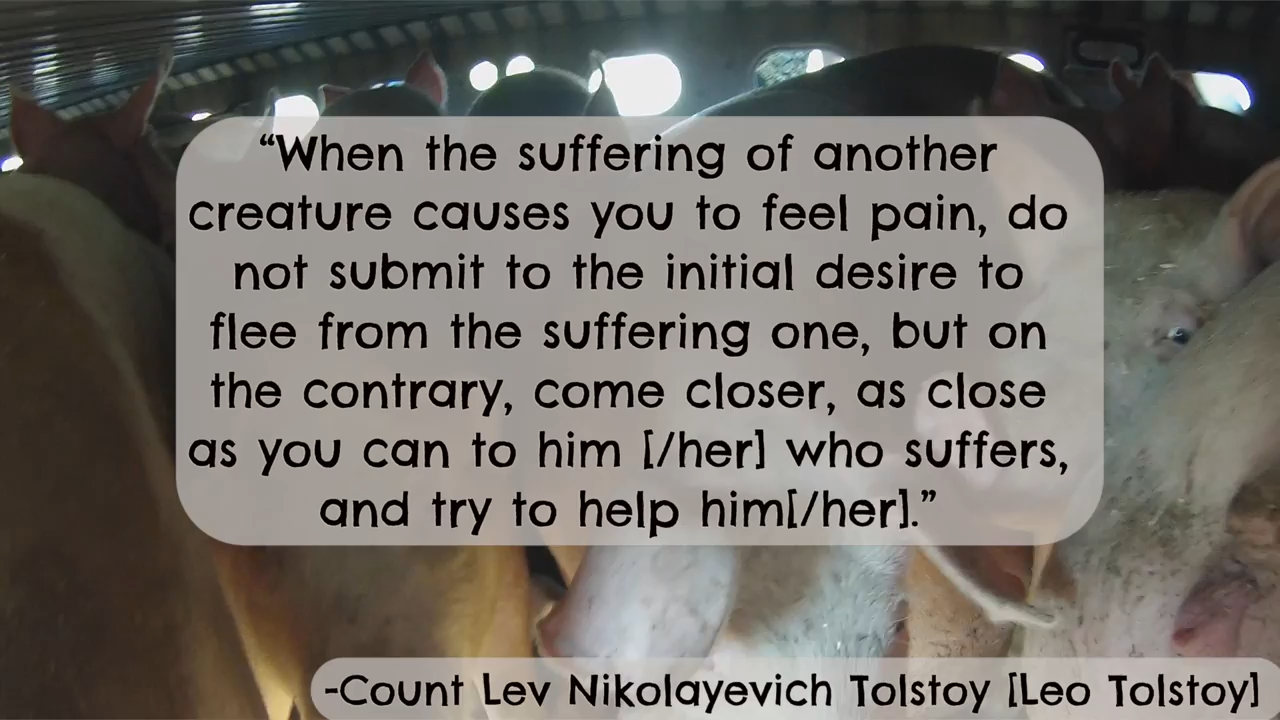 “When the suffering of another
creature causes you to feel pain, do
not submit to the initial desire to
flee from the suffering one, but on
the contrary, come closer, as close
as you can to him [/her] who suffers,
and try to help him[/her].”
-Count Lev Nikolayevich Tolstoy [Leo Tolstoy]